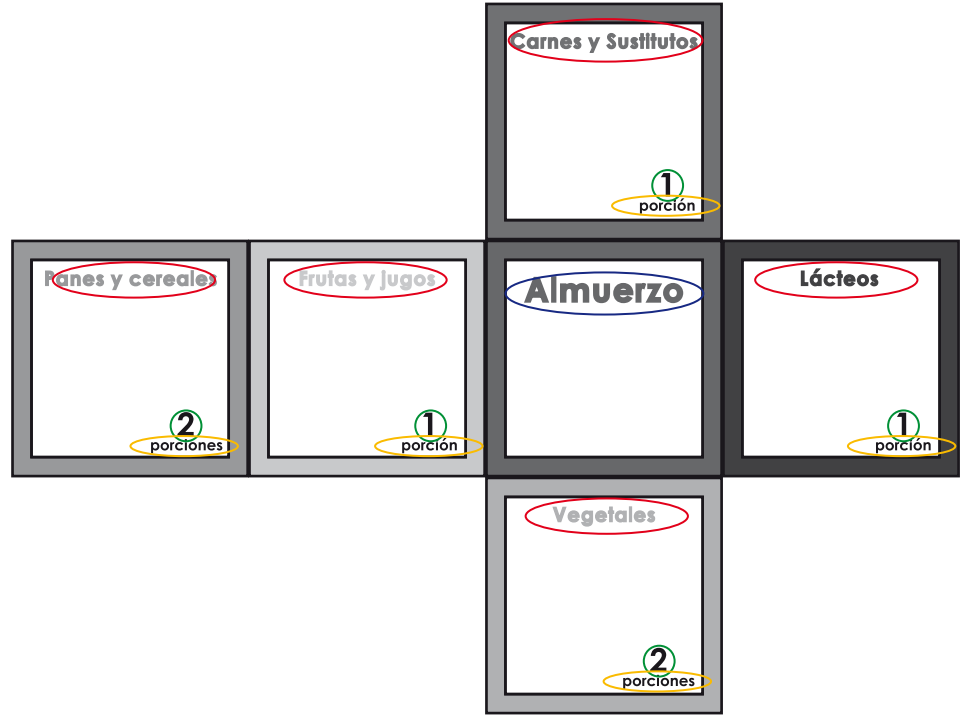 Carnes y Sustitutos
1
porción
Panes y cereales
2
porciones
Frutas y Jugos
1
porción
Almuerzo
Lácteos
1
porción
Vegetales
2
porciones